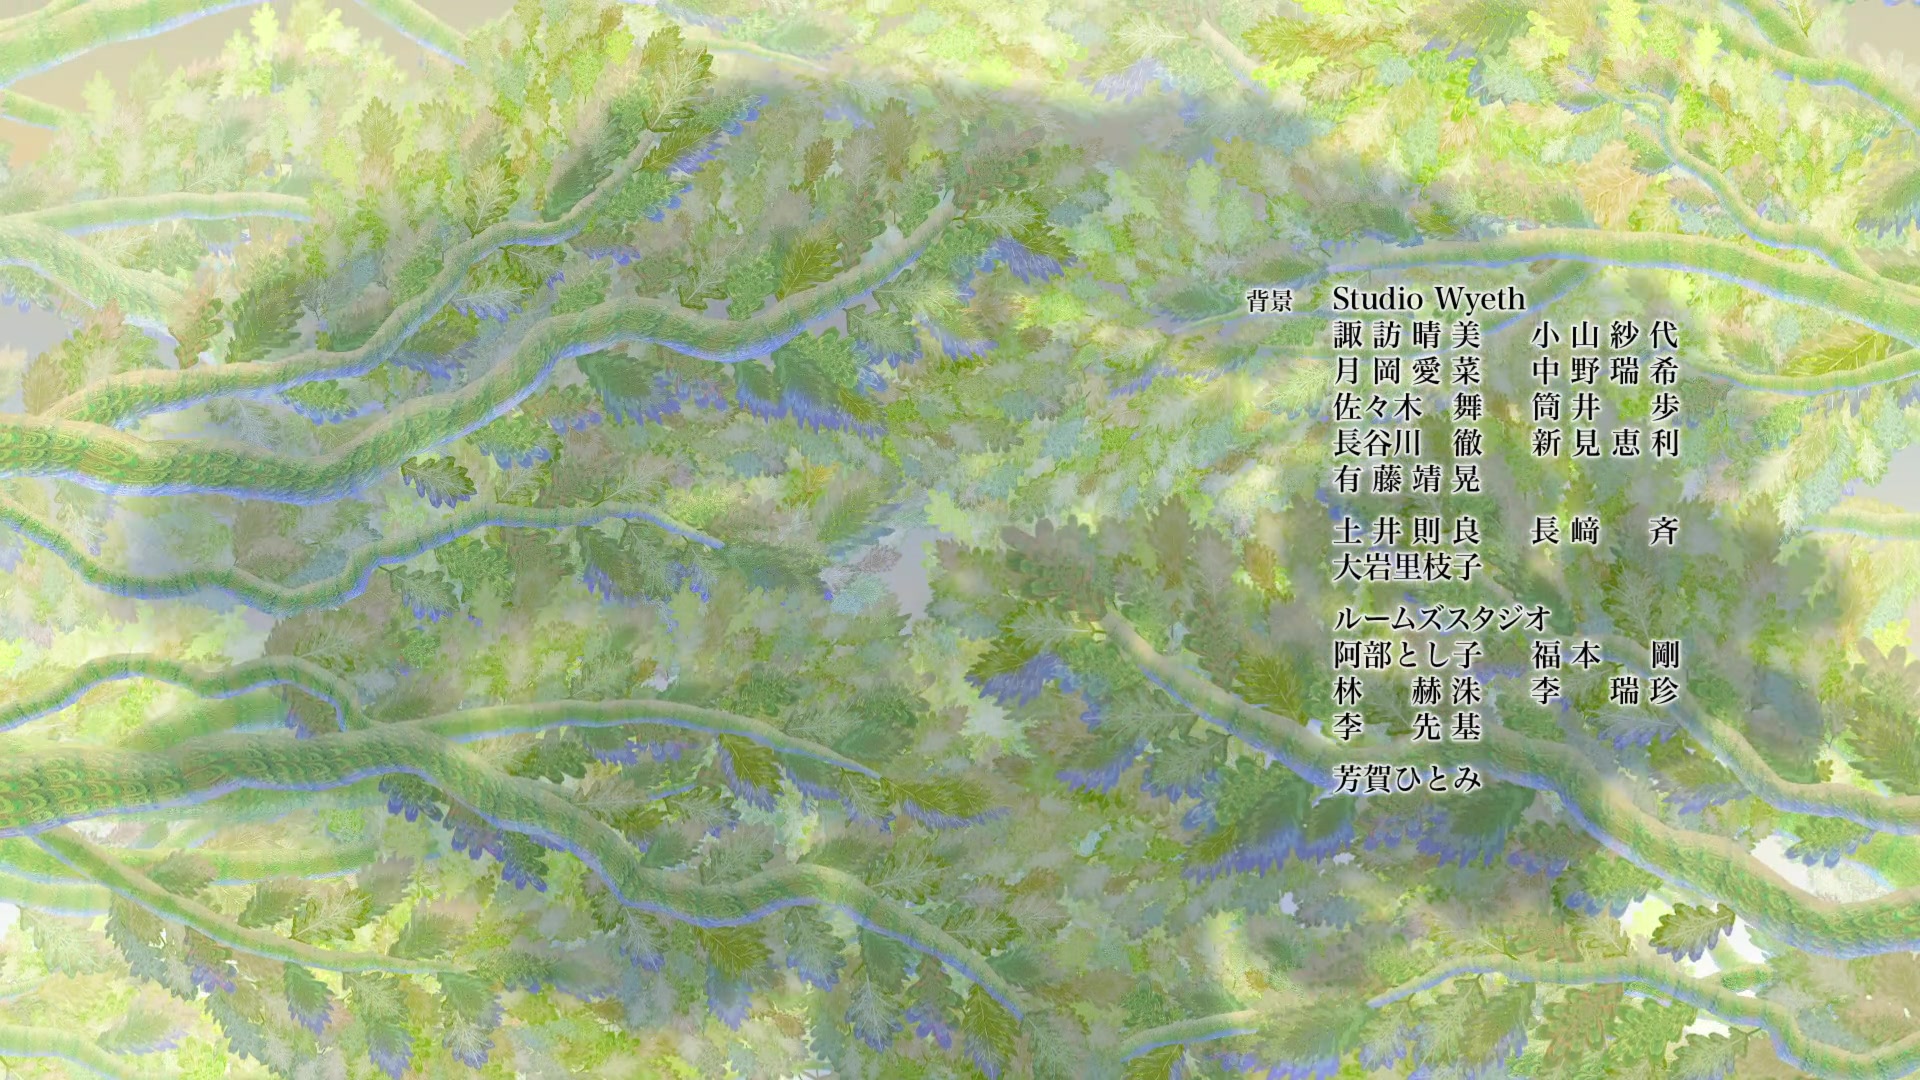 背景 Studio Wyeth
諏訪晴美 小山紗代
月岡愛菜 中野瑞希
佐々木舞 筒井歩
長谷川徹 新見恵利
有藤靖晃
土井則良 長﨑斉
大岩里枝子
ルームズスタジオ
阿部とし子 福本剛
林赫洙 李瑞珍
李先基
芳賀ひとみ